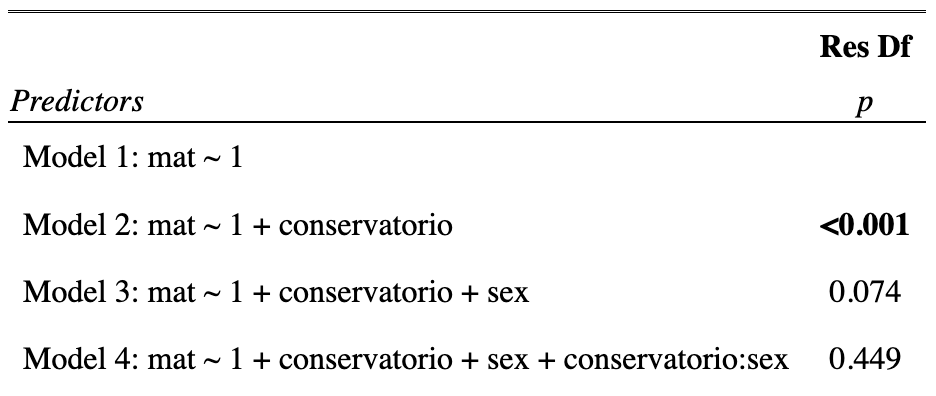 Res Df
Predictors p
Model 1: mat ~ 1
Model 2: mat ~ 1 + conservatorio <0.001
Model 3: mat ~ 1 + conservatorio + sex 0.074
Model 4: mat ~ 1 + conservatorio + sex + conservatorio:sex 0.449